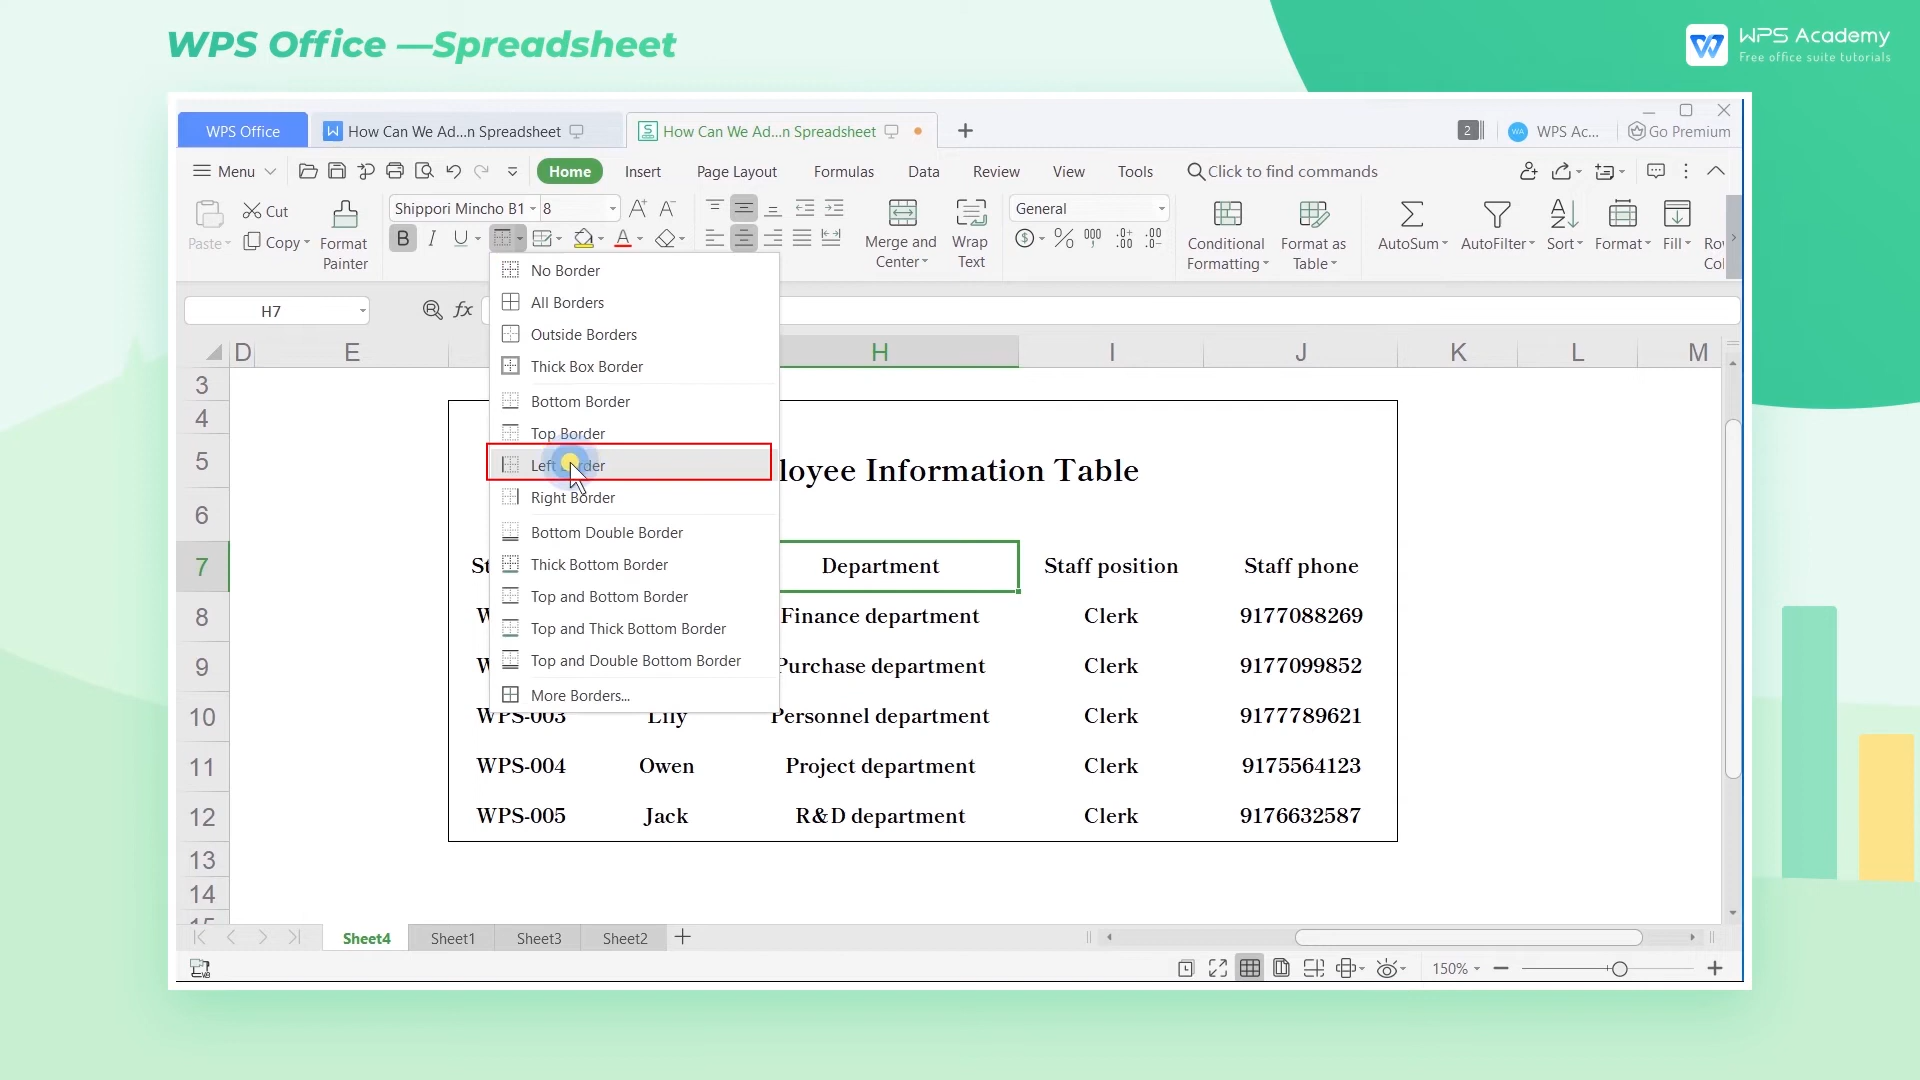 WPS Office —Spreadsheet
WPS Academy
Free office suite tutorials
WPS Office
How Can We Ad...n Spreadsheet
How Can We Ad...n Spreadsheet
2
WPS Ac...
Go Premium
Menu
Home
Insert
Page Layout
Formulas
Data
Review
View
Tools
Click to find commands
Paste
Cut
Copy
Format
Painter
Shippori Mincho B1
8
Merge and
Center
Wrap
Text
General
Conditional
Formatting
Format as
Table
AutoSum
AutoFilter
Sort
Format
Fill
H7
No Border
All Borders
Outside Borders
Thick Box Border
Bottom Border
Top Border
Left Border
Right Border
Bottom Double Border
Thick Bottom Border
Top and Bottom Border
Top and Thick Bottom Border
Top and Double Bottom Border
More Borders...
D E H I J K L M
3
4
5 loyee Information Table
6
7 St Department Staff position Staff phone
8 Finance department Clerk 9177088269
9 Purchase department Clerk 9177099852
10 WPS-003 Lily Personnel department Clerk 9177789621
11 WPS-004 Owen Project department Clerk 9175564123
12 WPS-005 Jack R&D department Clerk 9176632587
13
14
15
Sheet4 Sheet1 Sheet3 Sheet2
150%